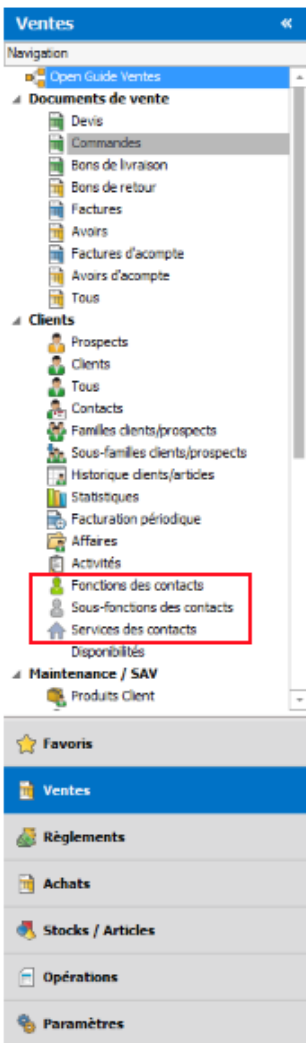 Ventes «
Navigation
Open Guide Ventes
Documents de vente
Devis
Commandes
Bons de livraison
Bons de retour
Factures
Avoirs
Factures d'acompte
Avoirs d'acompte
Tous
Clients
Prospects
Clients
Tous
Contacts
Familles clients/prospects
Sous-familles clients/prospects
Historique clients/articles
Statistiques
Facturation périodique
Affaires
Activités
Fonctions des contacts
Sous-fonctions des contacts
Services des contacts
Disponibilités
Maintenance / SAV
Produits Client
Favoris
Ventes
Règlements
Achats
Stocks / Articles
Opérations
Paramètres